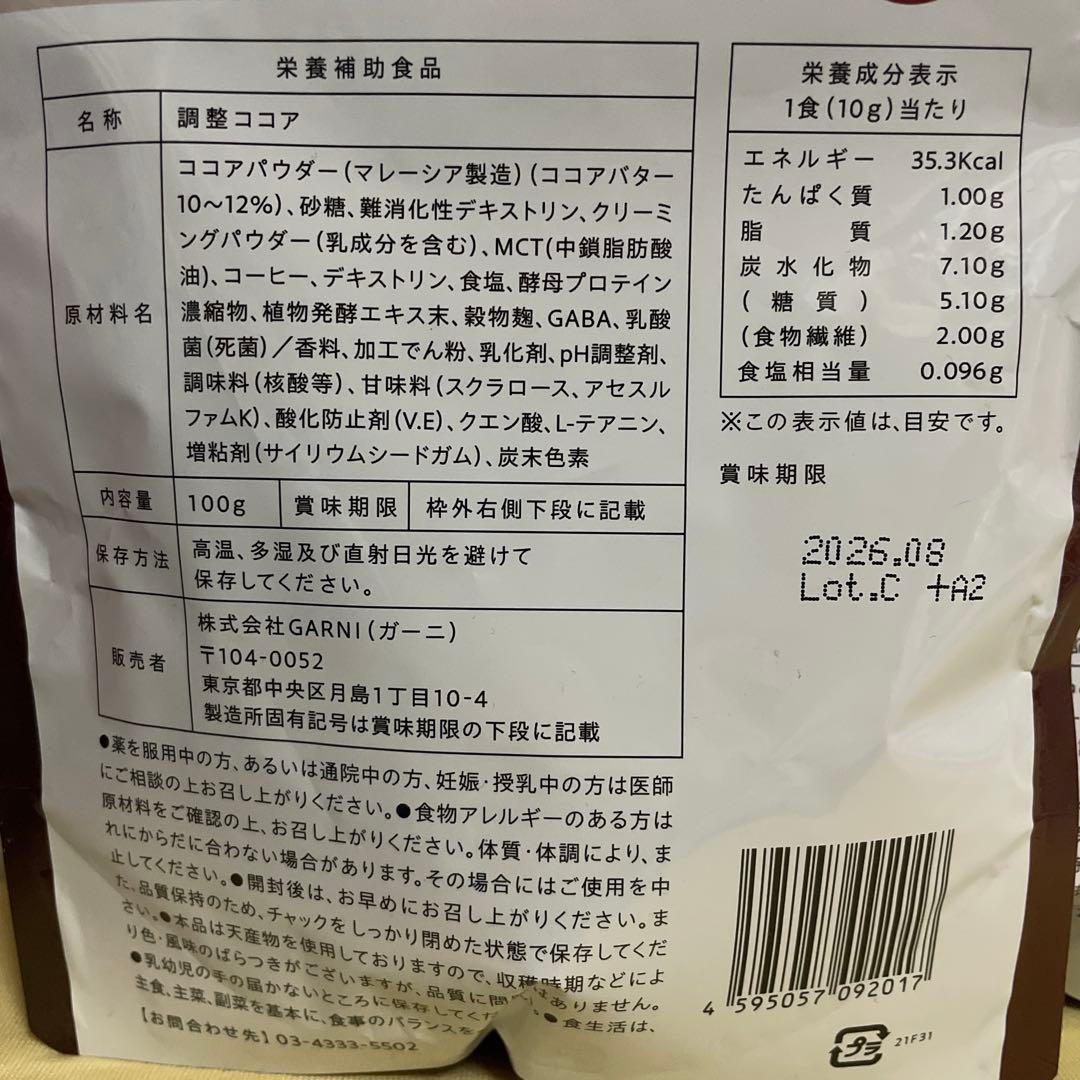 栄養補助食品
名称 調整ココア
原材料名
ココアパウダー(マレーシア製造)(ココアバター
10〜12%)、砂糖、難消化性デキストリン、クリーミ
ングパウダー(乳成分を含む)、MCT(中鎖脂肪酸
油)、コーヒー、デキストリン、食塩、酵母プロテイン
濃縮物、植物発酵エキス末、穀物麹、GABA、乳酸
菌(死菌)/香料、加工でん粉、乳化剤、pH調整剤、
調味料(核酸等)、甘味料(スクラロース、アセスル
ファムK)、酸化防止剤(V.E)、クエン酸、L-テアニン、
増粘剤(サイリウムシードガム)、炭末色素
内容量 100g 賞味期限 枠外右側下段に記載
保存方法
高温、多湿及び直射日光を避けて
保存してください。
販売者
株式会社GARNI(ガーニ)
〒104-0052
東京都中央区月島1丁目10-4
製造所固有記号は賞味期限の下段に記載
●薬を服用中の方、あるいは通院中の方、妊娠・授乳中の方は医師
にご相談の上お召し上がりください。●食物アレルギーのある方は
原材料をご確認の上、お召し上がりください。体質・体調により、ま
れにからだに合わない場合があります。その場合にはご使用を中
止してください。●開封後は、お早めにお召し上がりください。ま
た、品質保持のため、チャックをしっかり閉めた状態で保存してくだ
さい。●本品は天産物を使用しておりますので、収穫時期などによ
り色・風味のばらつきがございますが、品質に問 ありません。
●乳幼児の手の届かないところに保存してくだ ●食生活は、
主食、主菜、副菜を基本に、食事のバランスを
【お問合わせ先】03-4333-5502
栄養成分表示
1食(10g)当たり
エネルギー 35.3Kcal
たんぱく質 1.00g
脂質 1.20g
炭水化物 7.10g
(糖質) 5.10g
(食物繊維) 2.00g
食塩相当量 0.096g
※この表示値は、目安です。
賞味期限
2026.08
Lot.C +A2
4 595057 092017
プラ 21F31